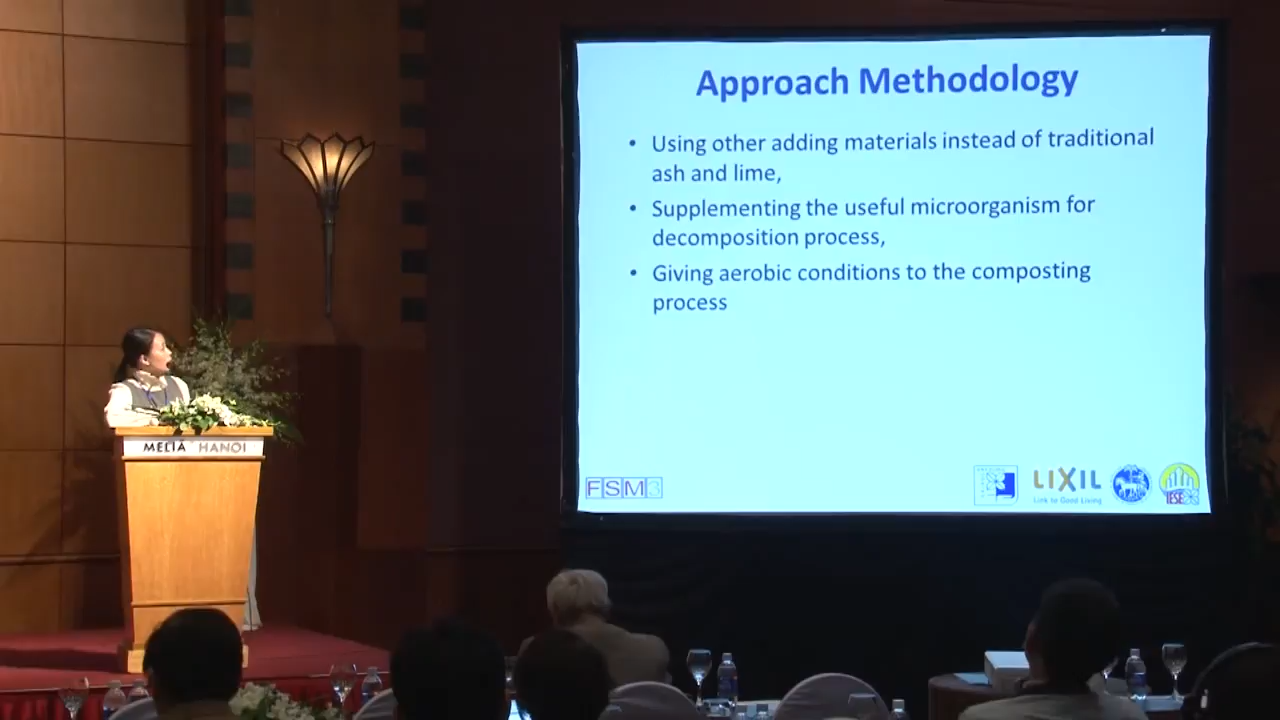 Approach Methodology
• Using other adding materials instead of traditional
ash and lime,
• Supplementing the useful microorganism for
decomposition process,
• Giving aerobic conditions to the composting
process
MELIÁ HANOI
FSM3
LIXIL
Link to Good Living
IESE